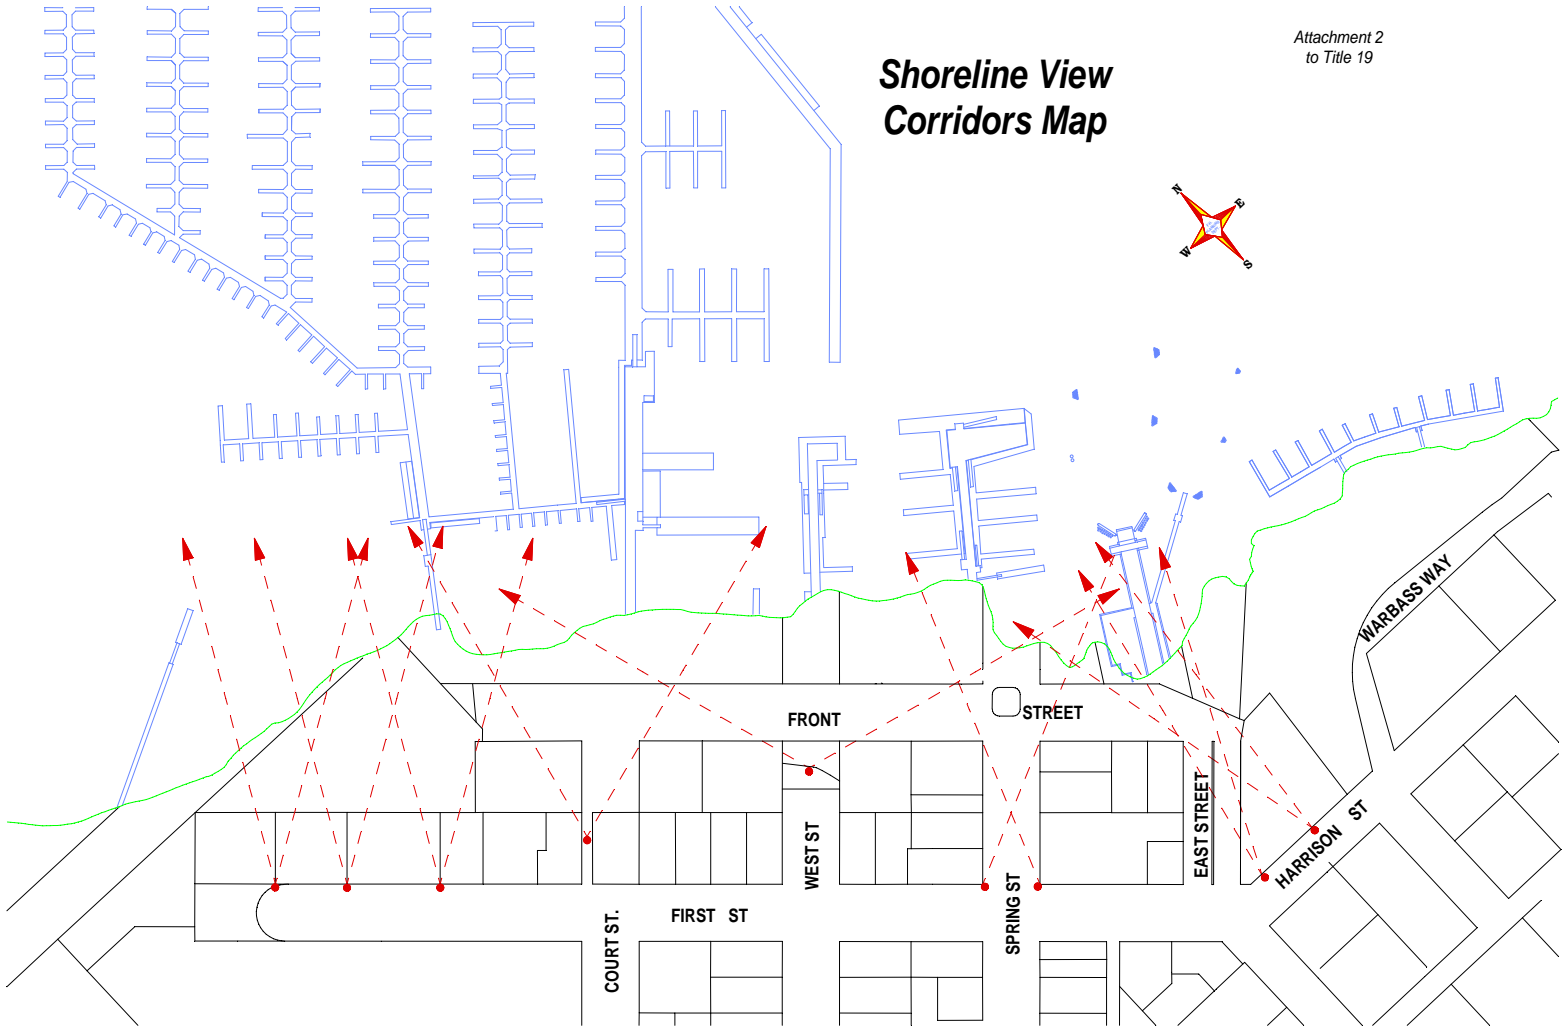 Attachment 2
to Title 19
Shoreline View
Corridors Map
N
E
W
S
WARBASS WAY
FRONT STREET
EAST STREET
HARRISON ST
WEST ST
SPRING ST
FIRST ST
COURT ST.